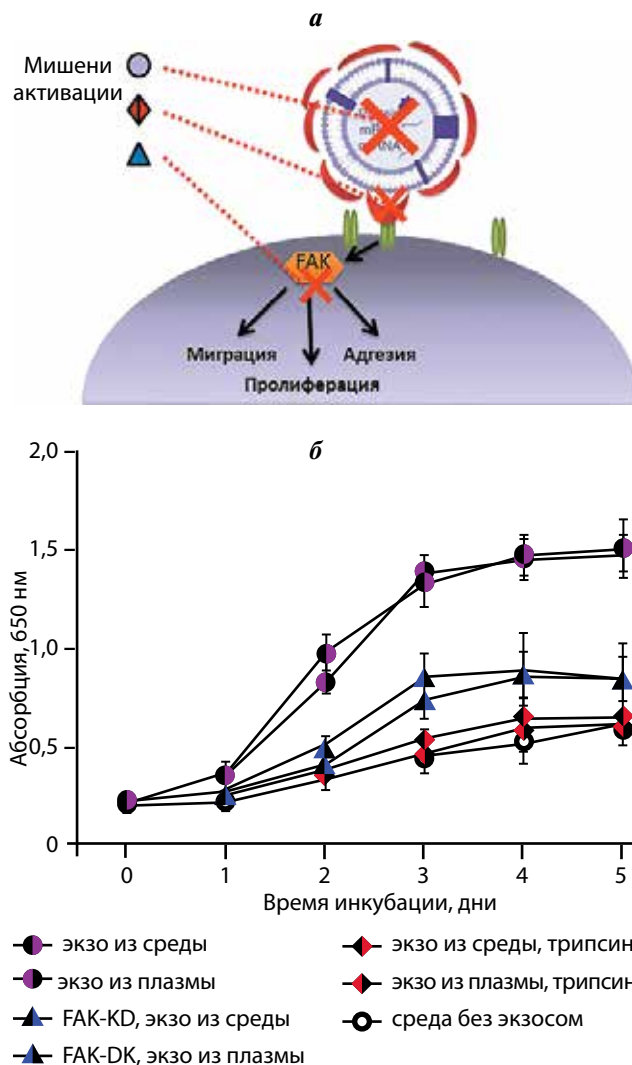 а
Мишени
активации
FAK
Миграция
Адгезия
Пролиферация
б
Абсорбция, 650 нм
2,0
1,5
1,0
0,5
0
0 1 2 3 4 5
Время инкубации, дни
экзо из среды
экзо из плазмы
FAK-KD, экзо из среды
FAK-DK, экзо из плазмы
экзо из среды, трипсин
экзо из плазмы, трипсин
среда без экзосом